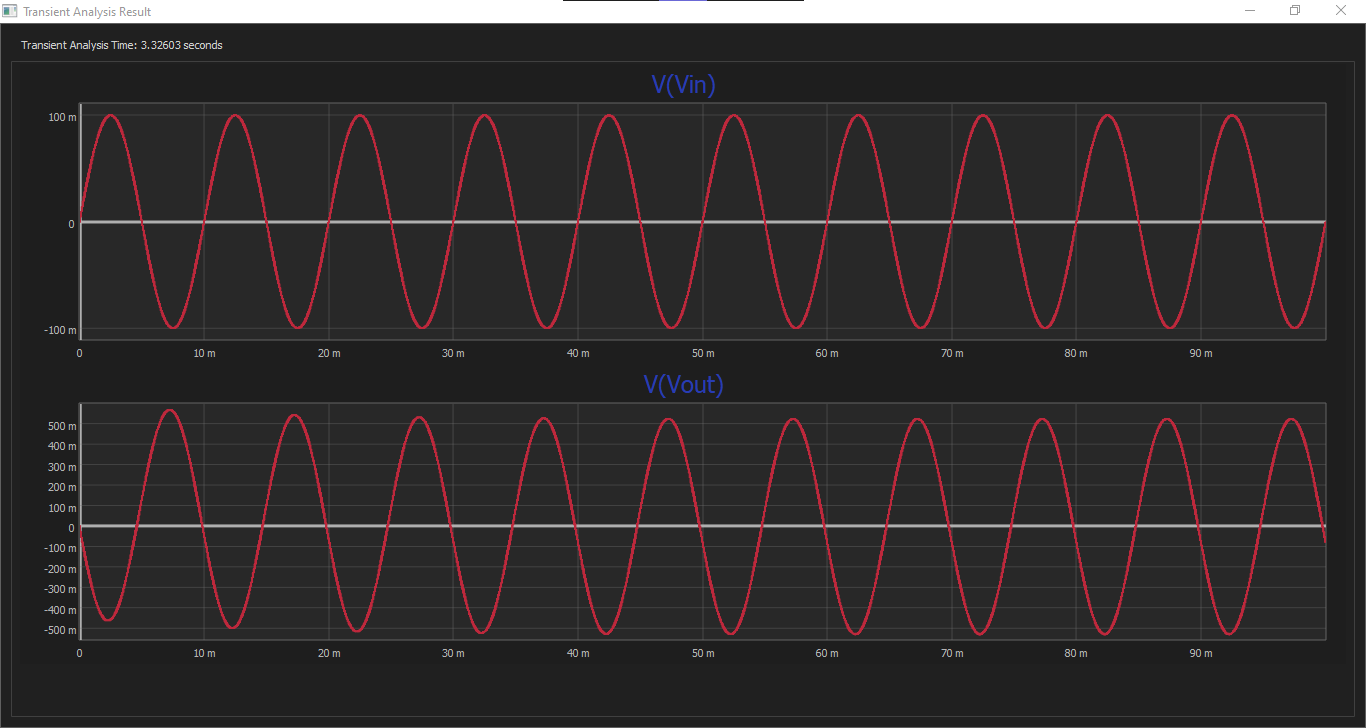 Transient Analysis Result
Transient Analysis Time: 3.32603 seconds
V(Vin)
100 m
0
-100 m
0 10 m 20 m 30 m 40 m 50 m 60 m 70 m 80 m 90 m
V(Vout)
500 m
400 m
300 m
200 m
100 m
0
-100 m
-200 m
-300 m
-400 m
-500 m
0 10 m 20 m 30 m 40 m 50 m 60 m 70 m 80 m 90 m